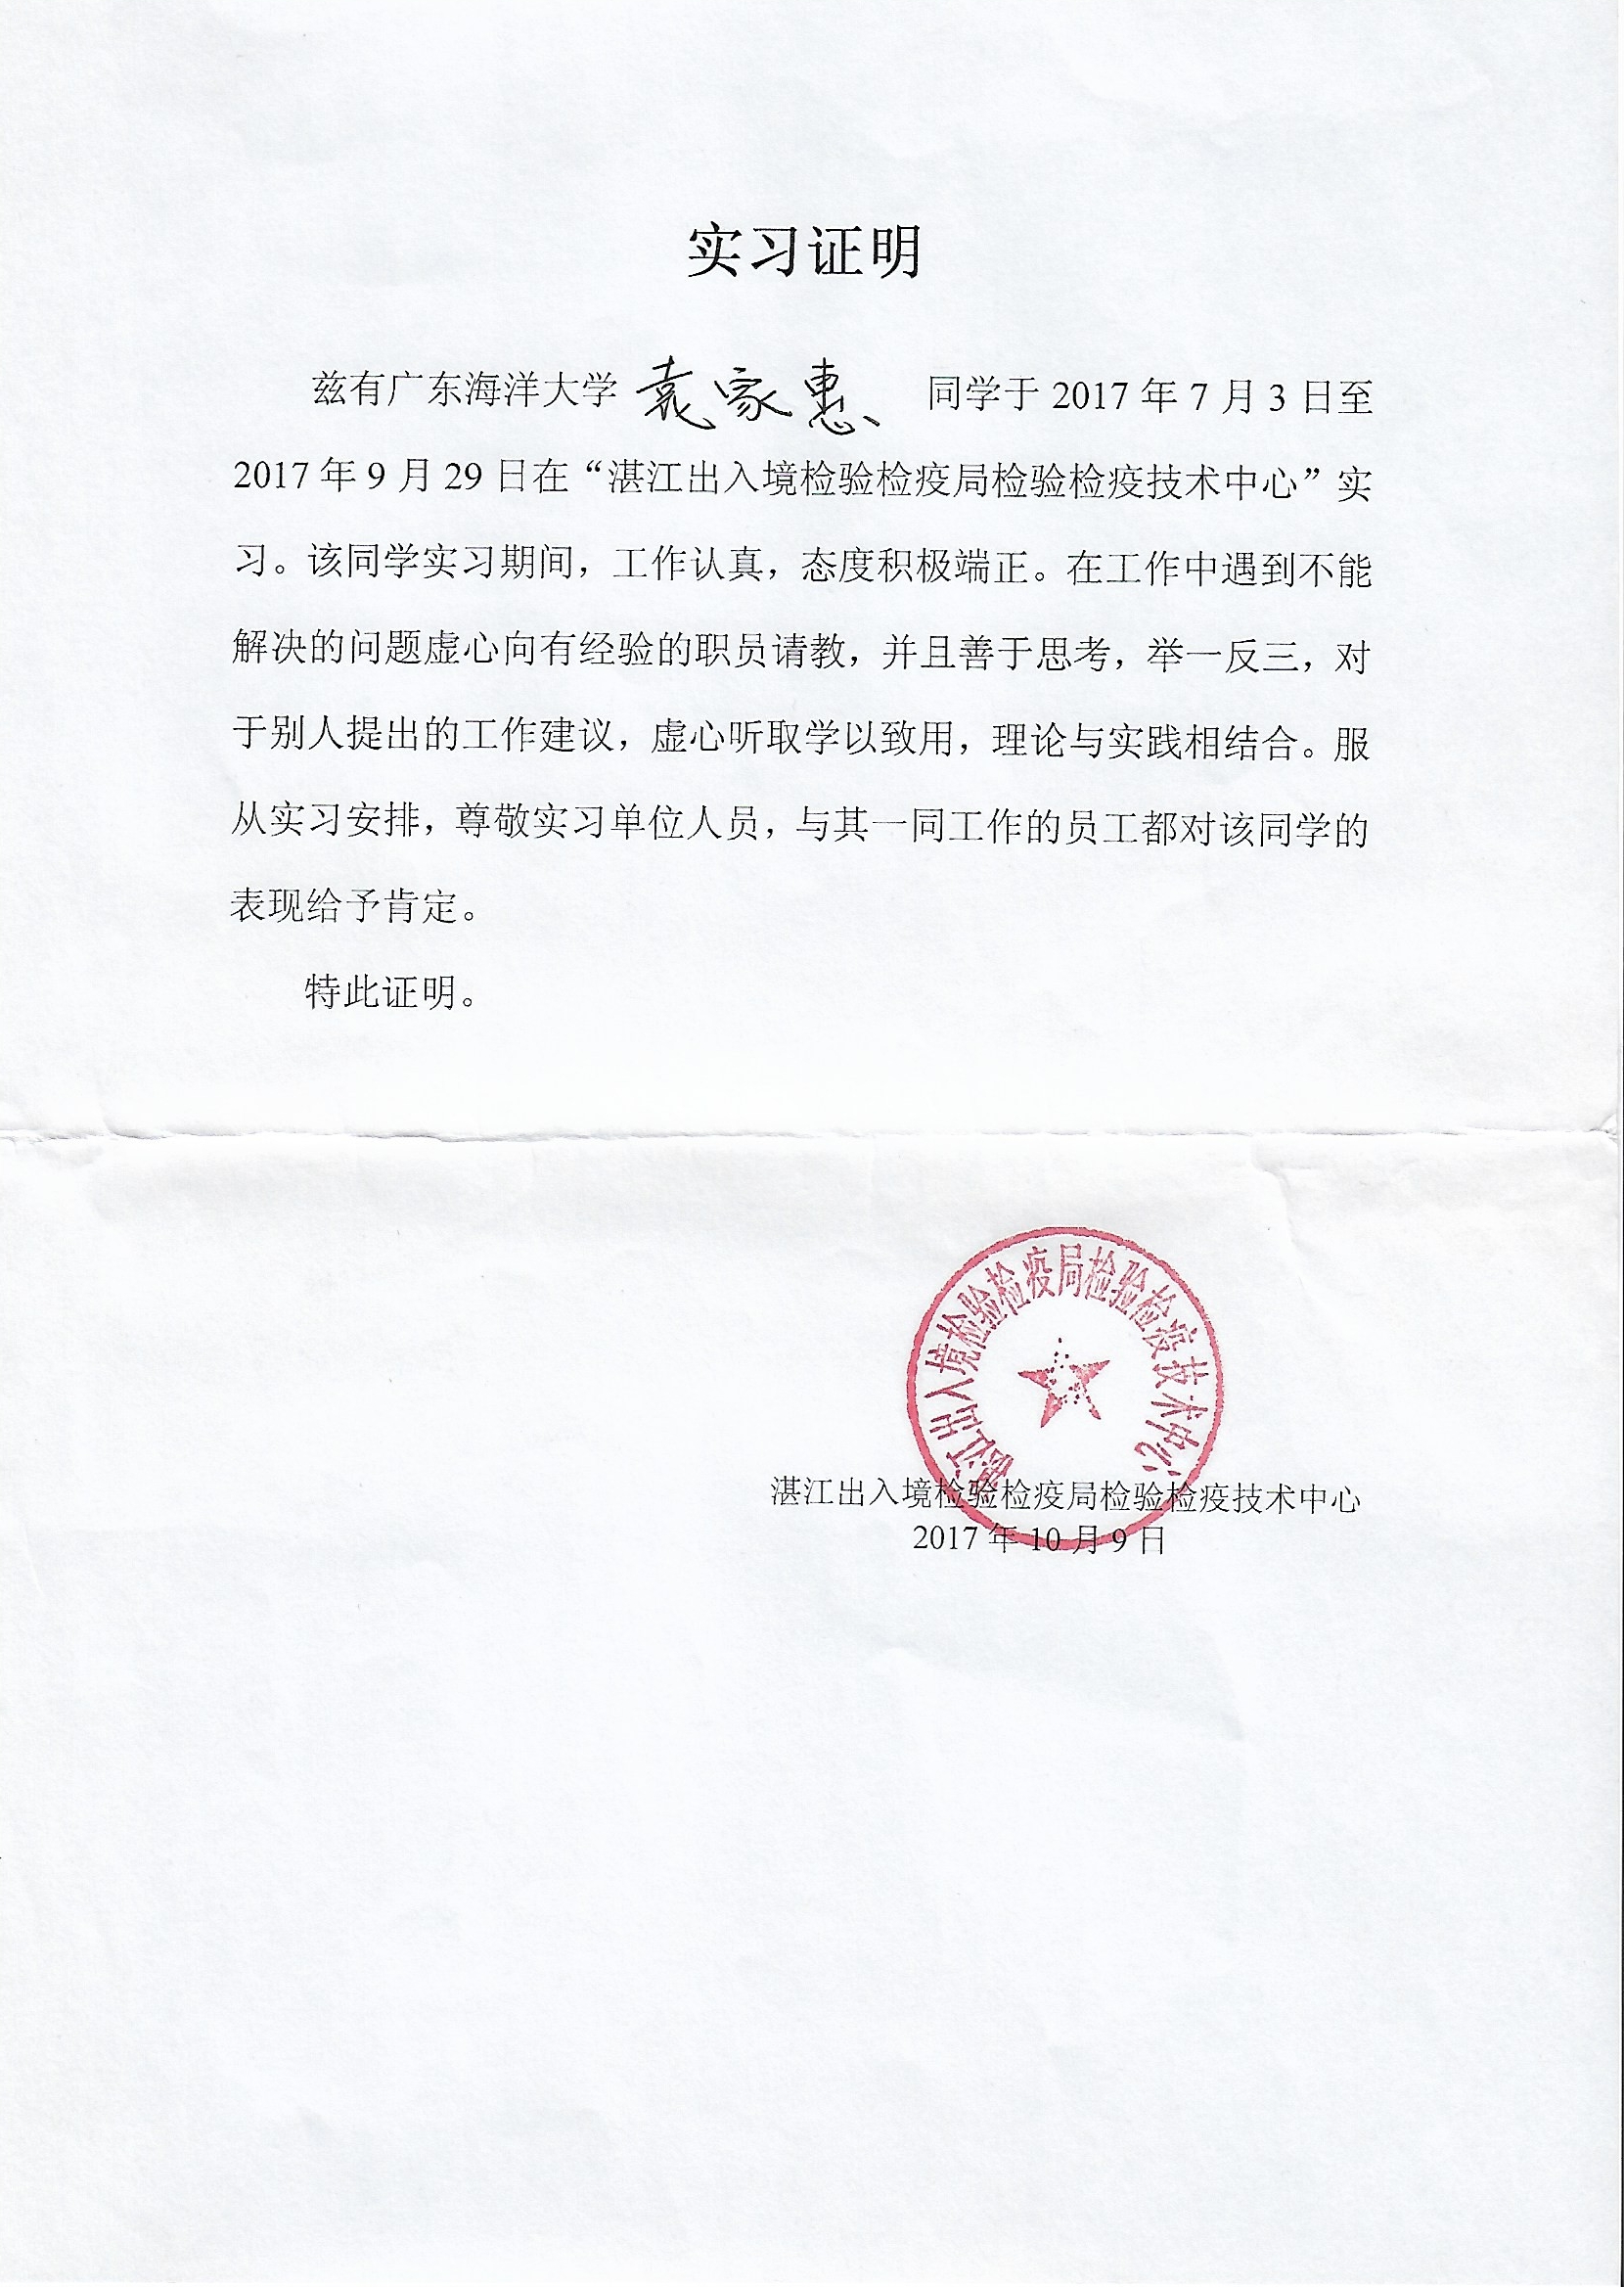 实习证明
兹有广东海洋大学 袁家惠 同学于 2017 年 7 月 3 日至
2017 年 9 月 29 日在“湛江出入境检验检疫局检验检疫技术中心”实
习。该同学实习期间，工作认真，态度积极端正。在工作中遇到不能
解决的问题虚心向有经验的职员请教，并且善于思考，举一反三，对
于别人提出的工作建议，虚心听取学以致用，理论与实践相结合。服
从实习安排，尊敬实习单位人员，与其一同工作的员工都对该同学的
表现给予肯定。
特此证明。
湛江出入境检验检疫局检验检疫技术中心
湛江出入境检验检疫局检验检疫技术中心
2017 年 10 月 9 日